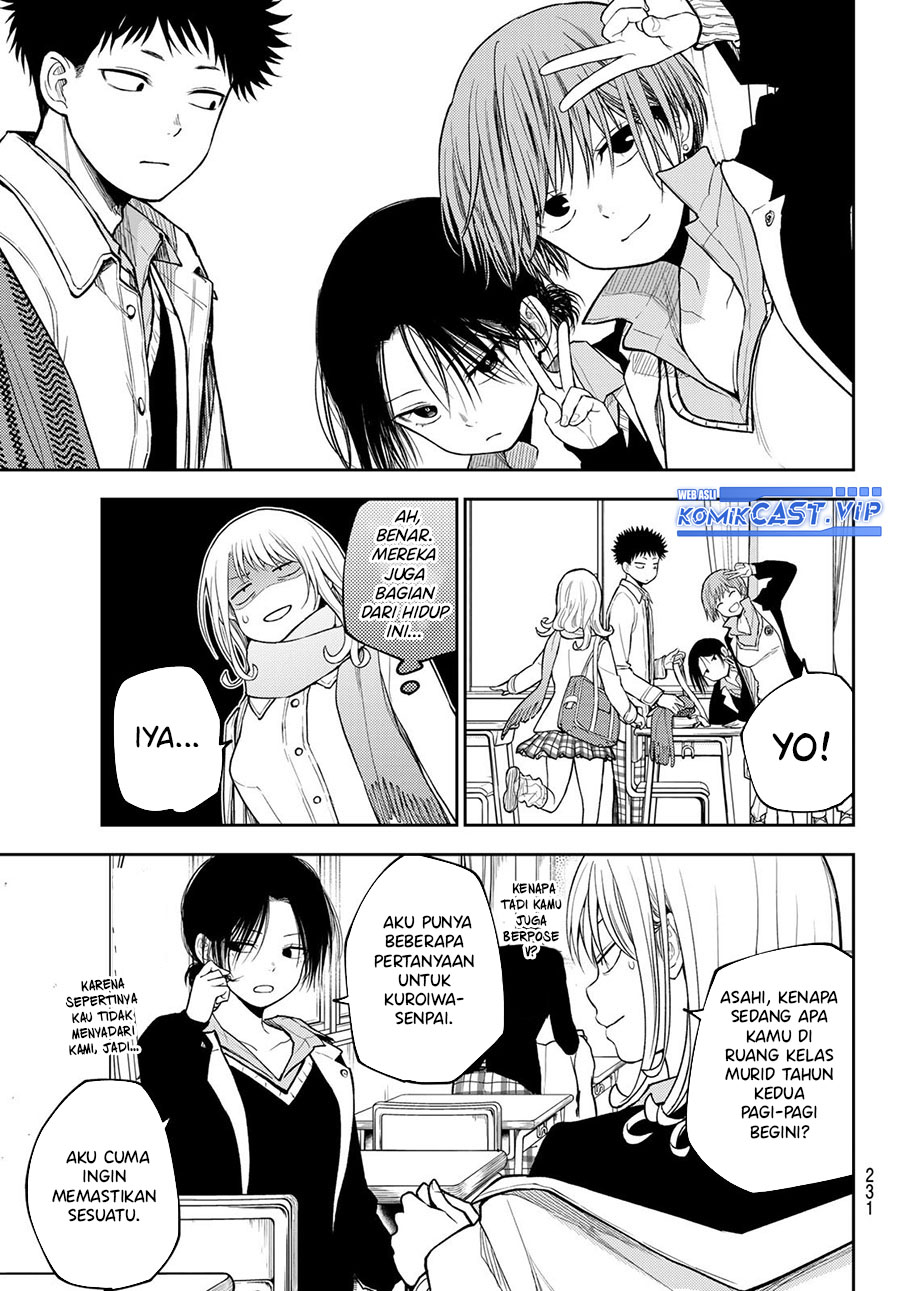 WEB ASLI
KOMIKCAST.VIP
YO!
AH,
BENAR.
MEREKA
JUGA
BAGIAN
DARI HIDUP
INI...
IYA...
ASAHI, KENAPA
SEDANG APA
KAMU DI
RUANG KELAS
MURID TAHUN
KEDUA
PAGI-PAGI
BEGINI?
KENAPA
TADI KAMU
JUGA
BERPOSE
V?
AKU PUNYA
BEBERAPA
PERTANYAAN
UNTUK
KUROIWA-
SENPAI.
KARENA
SEPERTINYA
KAU TIDAK
MENYADARI
KAMI, JADI...
AKU CUMA
INGIN
MEMASTIKAN
SESUATU.
231